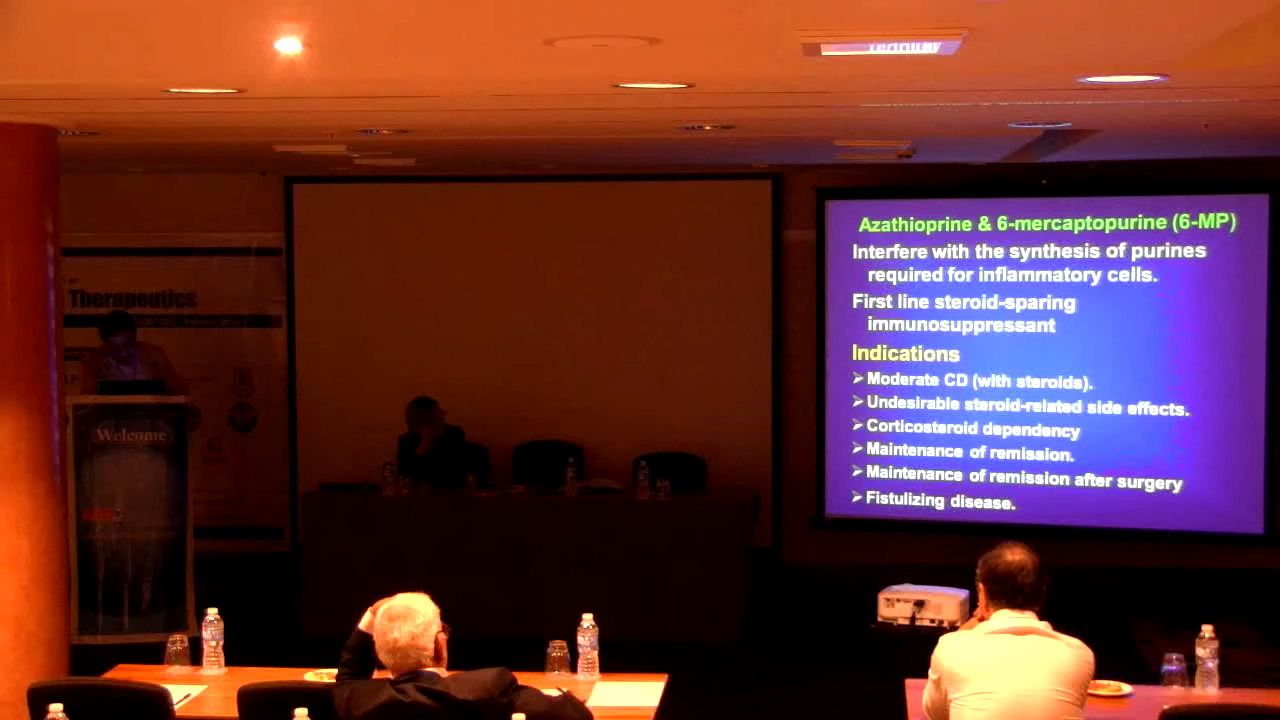 Therapeutics
Welcome
Azathioprine & 6-mercaptopurine (6-MP)
Interfere with the synthesis of purines
required for inflammatory cells.
First line steroid-sparing
immunosuppressant
Indications
➢ Moderate CD (with steroids).
➢ Undesirable steroid-related side effects.
➢ Corticosteroid dependency
➢ Maintenance of remission.
➢ Maintenance of remission after surgery
➢ Fistulizing disease.